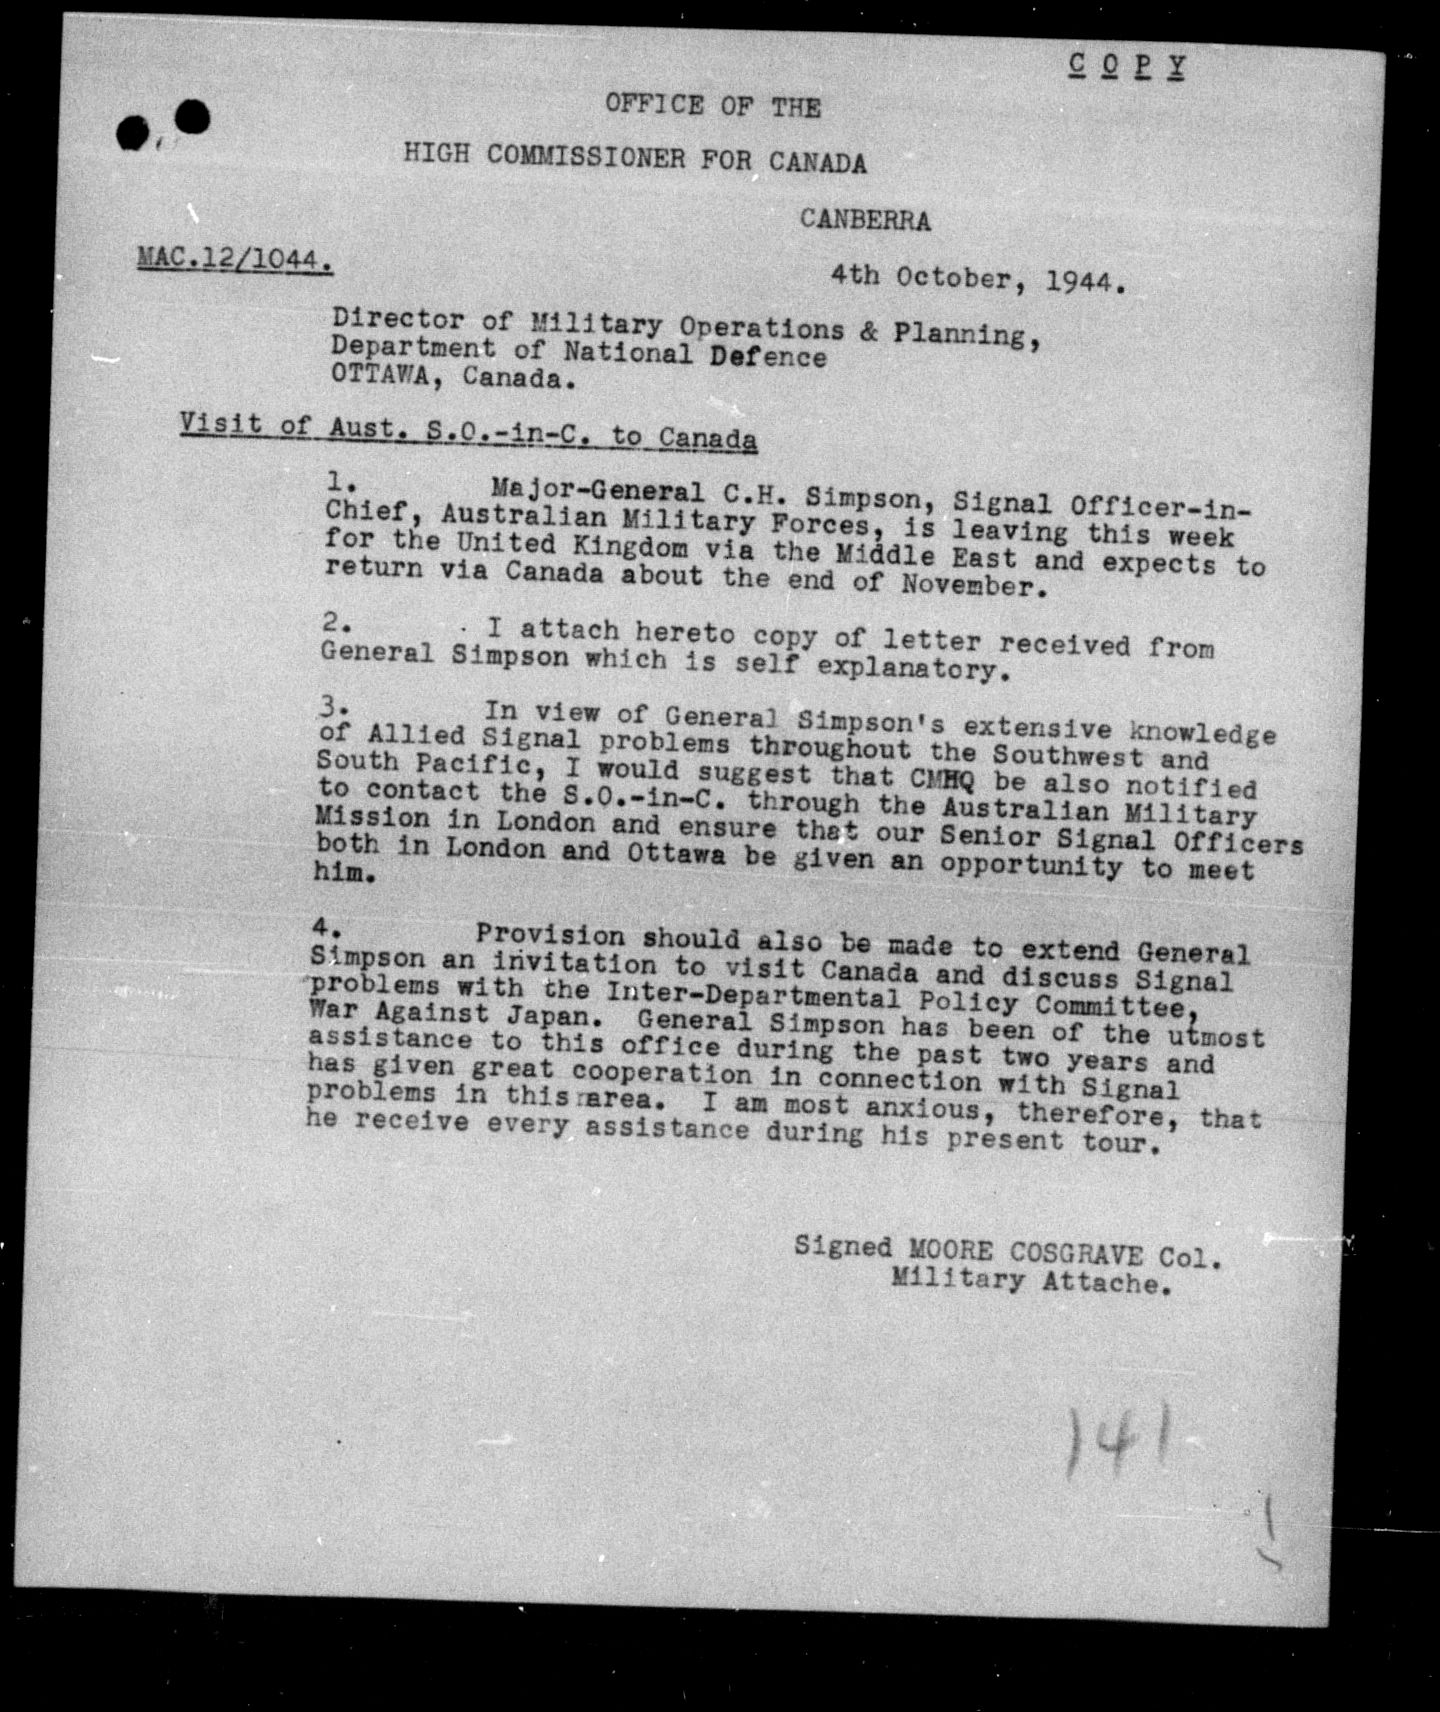 COPY
OFFICE OF THE
HIGH COMMISSIONER FOR CANADA
CANBERRA
MAC.12/1044.
4th October, 1944.
Director of Military Operations & Planning,
Department of National Defence
OTTAWA, Canada.
Visit of Aust. S.O.-in-C. to Canada
1. Major-General C.H. Simpson, Signal Officer-in-
Chief, Australian Military Forces, is leaving this week
for the United Kingdom via the Middle East and expects to
return via Canada about the end of November.
2. I attach hereto copy of letter received from
General Simpson which is self explanatory.
3. In view of General Simpson's extensive knowledge
of Allied Signal problems throughout the Southwest and
South Pacific, I would suggest that CMHQ be also notified
to contact the S.O.-in-C. through the Australian Military
Mission in London and ensure that our Senior Signal Officers
both in London and Ottawa be given an opportunity to meet
him.
4. Provision should also be made to extend General
Simpson an invitation to visit Canada and discuss Signal
problems with the Inter-Departmental Policy Committee,
War Against Japan. General Simpson has been of the utmost
assistance to this office during the past two years and
has given great cooperation in connection with Signal
problems in this area. I am most anxious, therefore, that
he receive every assistance during his present tour.
Signed MOORE COSGRAVE Col.
Military Attache.
141